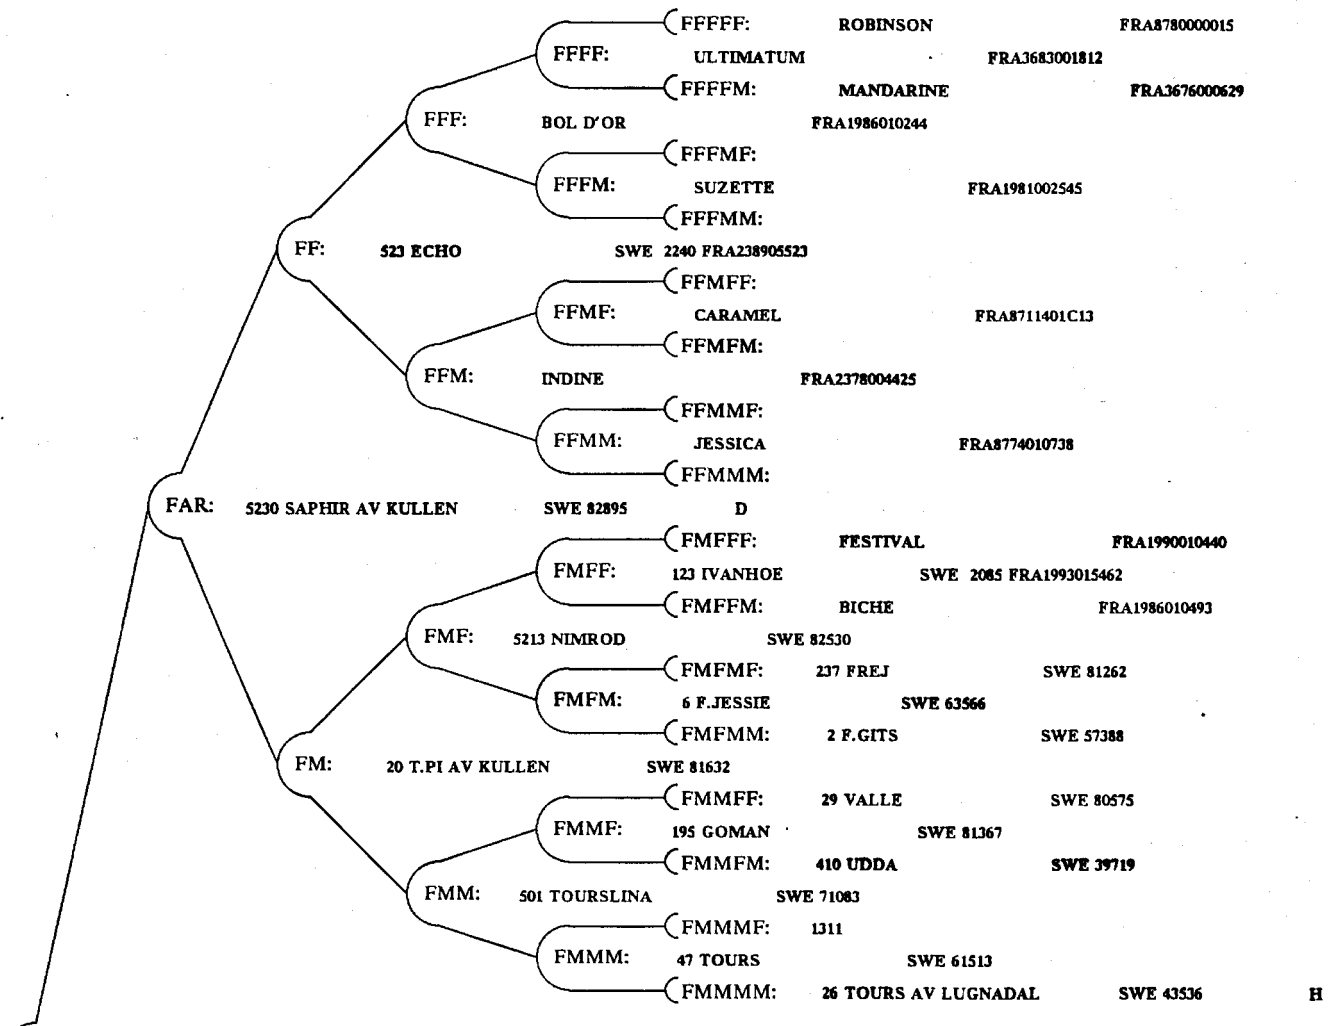 FFFFF: ROBINSON FRA8780000015
FFFF: ULTIMATUM FRA3683001812
FFFFM: MANDARINE FRA3676000629
FFF: BOL D'OR FRA1986010244
FFFMF:
FFFM: SUZETTE FRA1981002545
FFFMM:
FF: 523 ECHO SWE 2240 FRA238905523
FFMFF:
FFMF: CARAMEL FRA8711401C13
FFMFM:
FFM: INDINE FRA2378004425
FFMMF:
FFMM: JESSICA FRA8774010738
FFMMM:
FAR: 5230 SAPHIR AV KULLEN SWE 82895 D
FMFFF: FESTIVAL FRA1990010440
FMFF: 123 IVANHOE SWE 2085 FRA1993015462
FMFFM: BICHE FRA1986010493
FMF: 5213 NIMROD SWE 82530
FMFMF: 237 FREJ SWE 81262
FMFM: 6 F.JESSIE SWE 63566
FMFMM: 2 F.GITS SWE 57388
FM: 20 T.PI AV KULLEN SWE 81632
FMMFF: 29 VALLE SWE 80575
FMMF: 195 GOMAN SWE 81367
FMMFM: 410 UDDA SWE 39719
FMM: 501 TOURSLINA SWE 71083
FMMMF: 1311
FMMM: 47 TOURS SWE 61513
FMMMM: 26 TOURS AV LUGNADAL SWE 43536 H